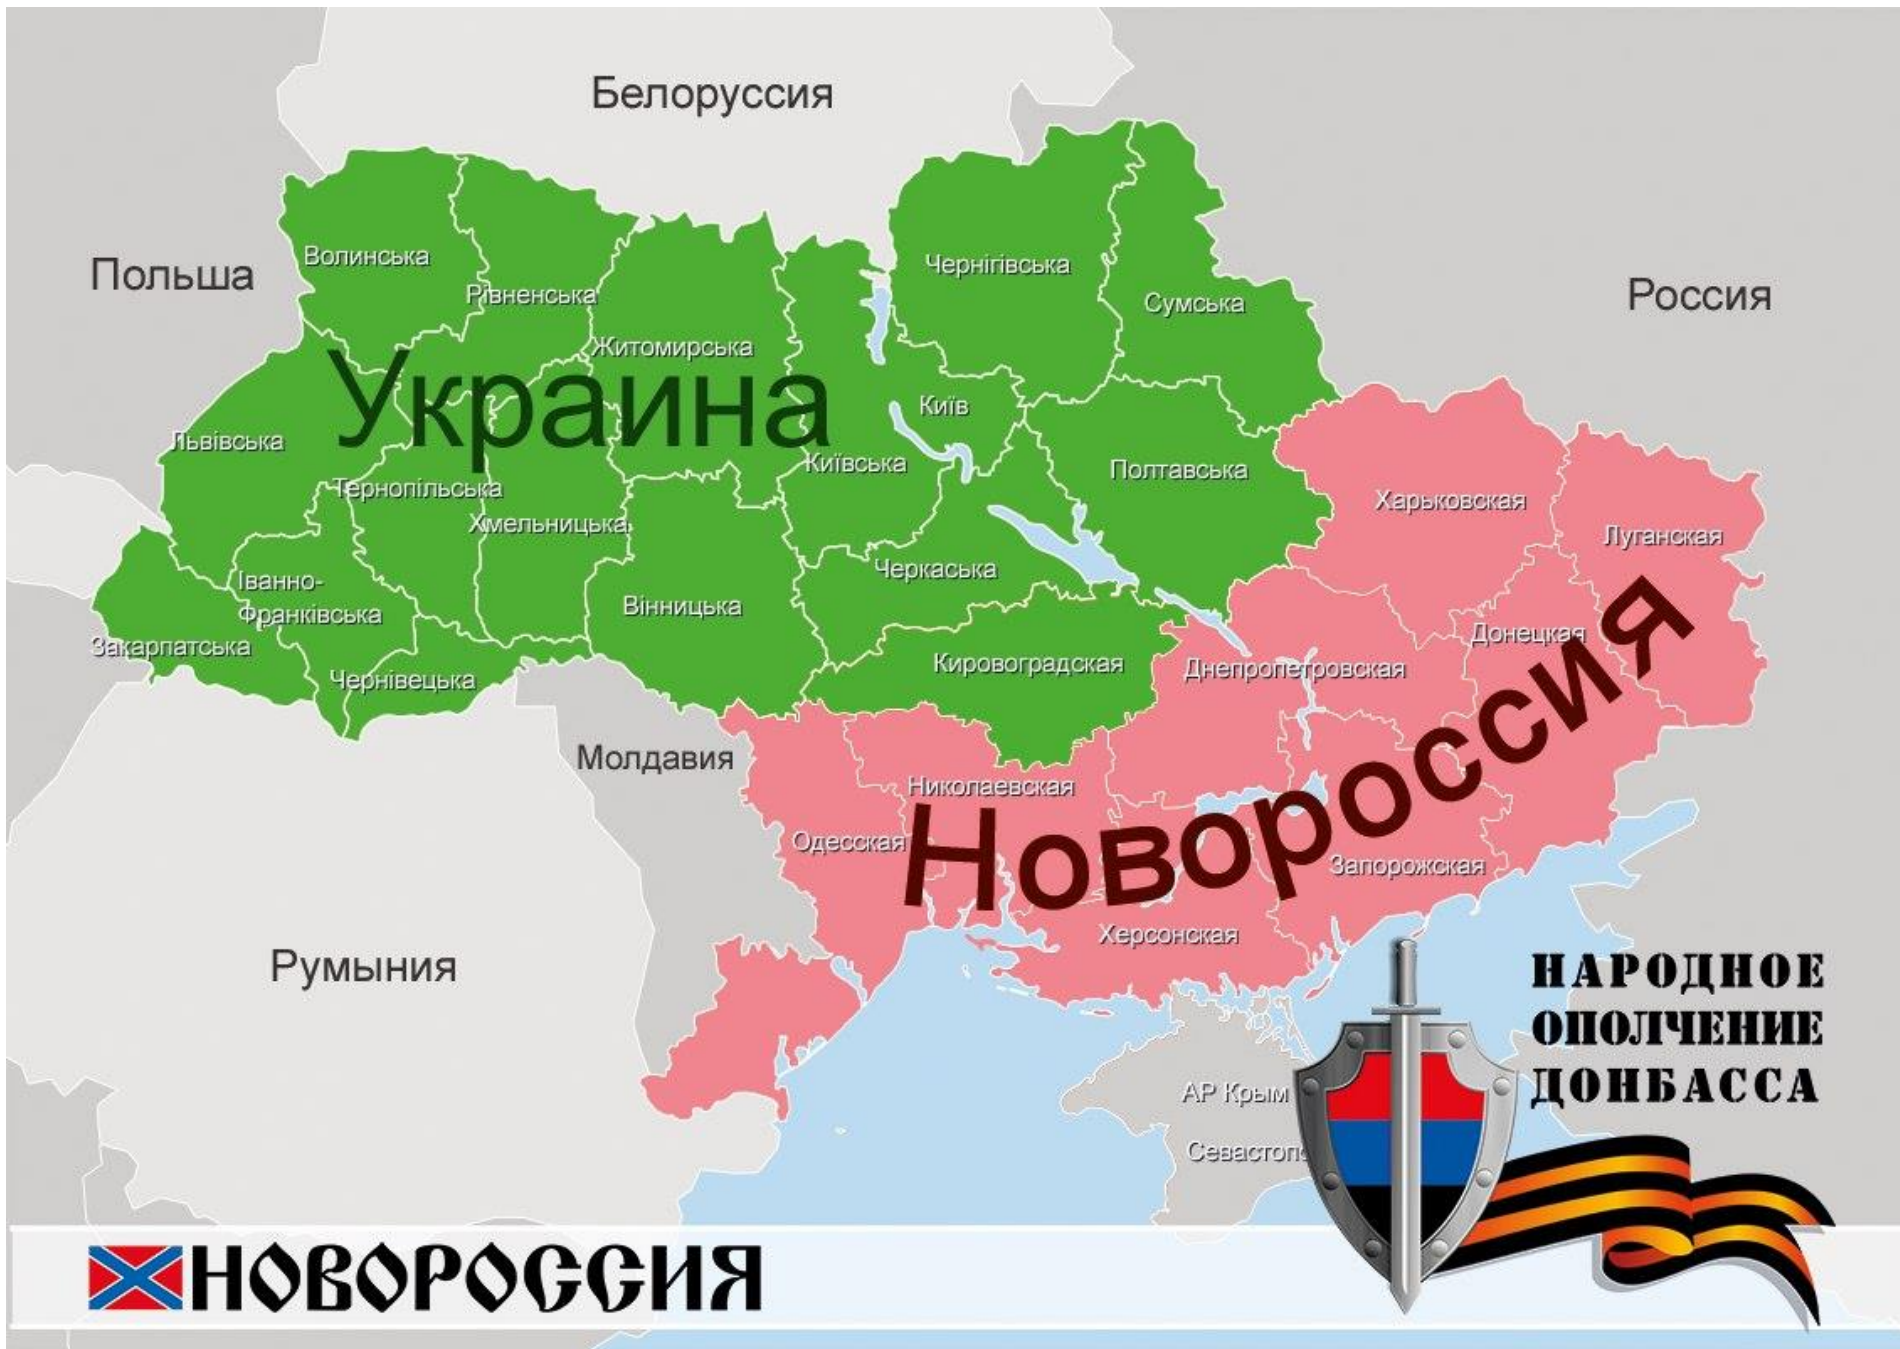 Белоруссия
Польша
Россия
Волинська
Рівненська
Житомирська
Чернігівська
Сумська
Украина
Київ
Львівська
Київська
Полтавська
Тернопільська
Хмельницька
Харьковская
Луганская
Черкаська
Іванно-
Франківська
Вінницька
Закарпатська
Чернівецька
Кировоградская
Днепропетровская
Донецкая
Новороссия
Молдавия
Николаевская
Одесская
Запорожская
Херсонская
Румыния
НАРОДНОЕ
ОПОЛЧЕНИЕ
ДОНБАССА
АР Крым
Севастопо
НОВОРОССИЯ